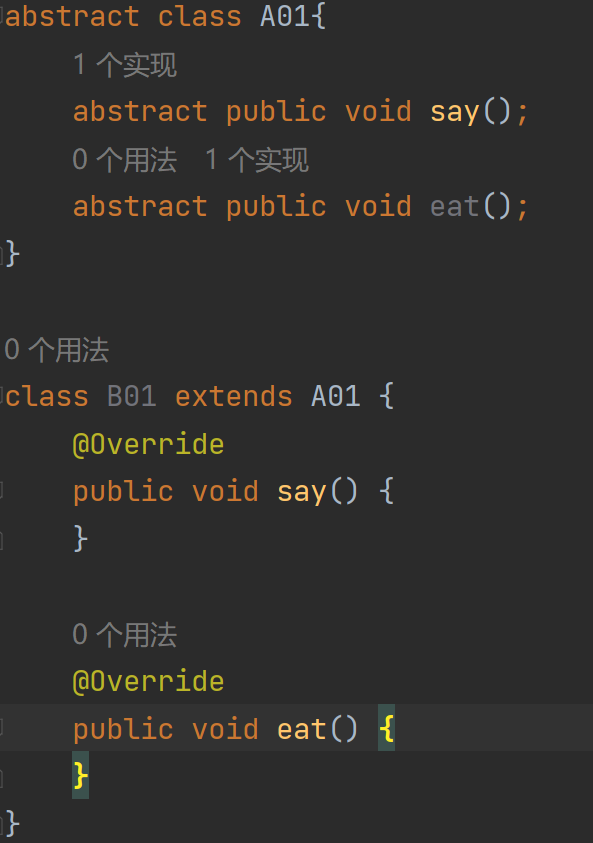 abstract class A01{
1 个实现
abstract public void say();
0 个用法 1 个实现
abstract public void eat();
}
0 个用法
class B01 extends A01 {
@Override
public void say() {
}
0 个用法
@Override
public void eat() {
}
}